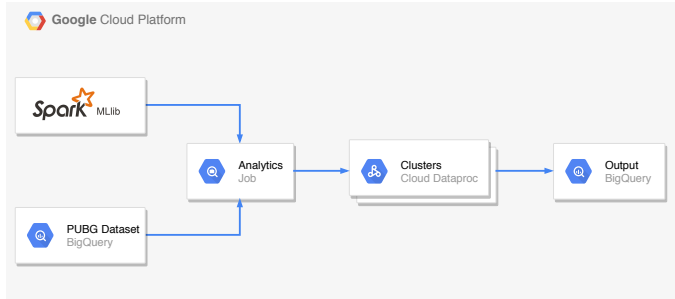 Google Cloud Platform
Spark MLlib
Analytics
Job
Clusters
Cloud Dataproc
Output
BigQuery
PUBG Dataset
BigQuery